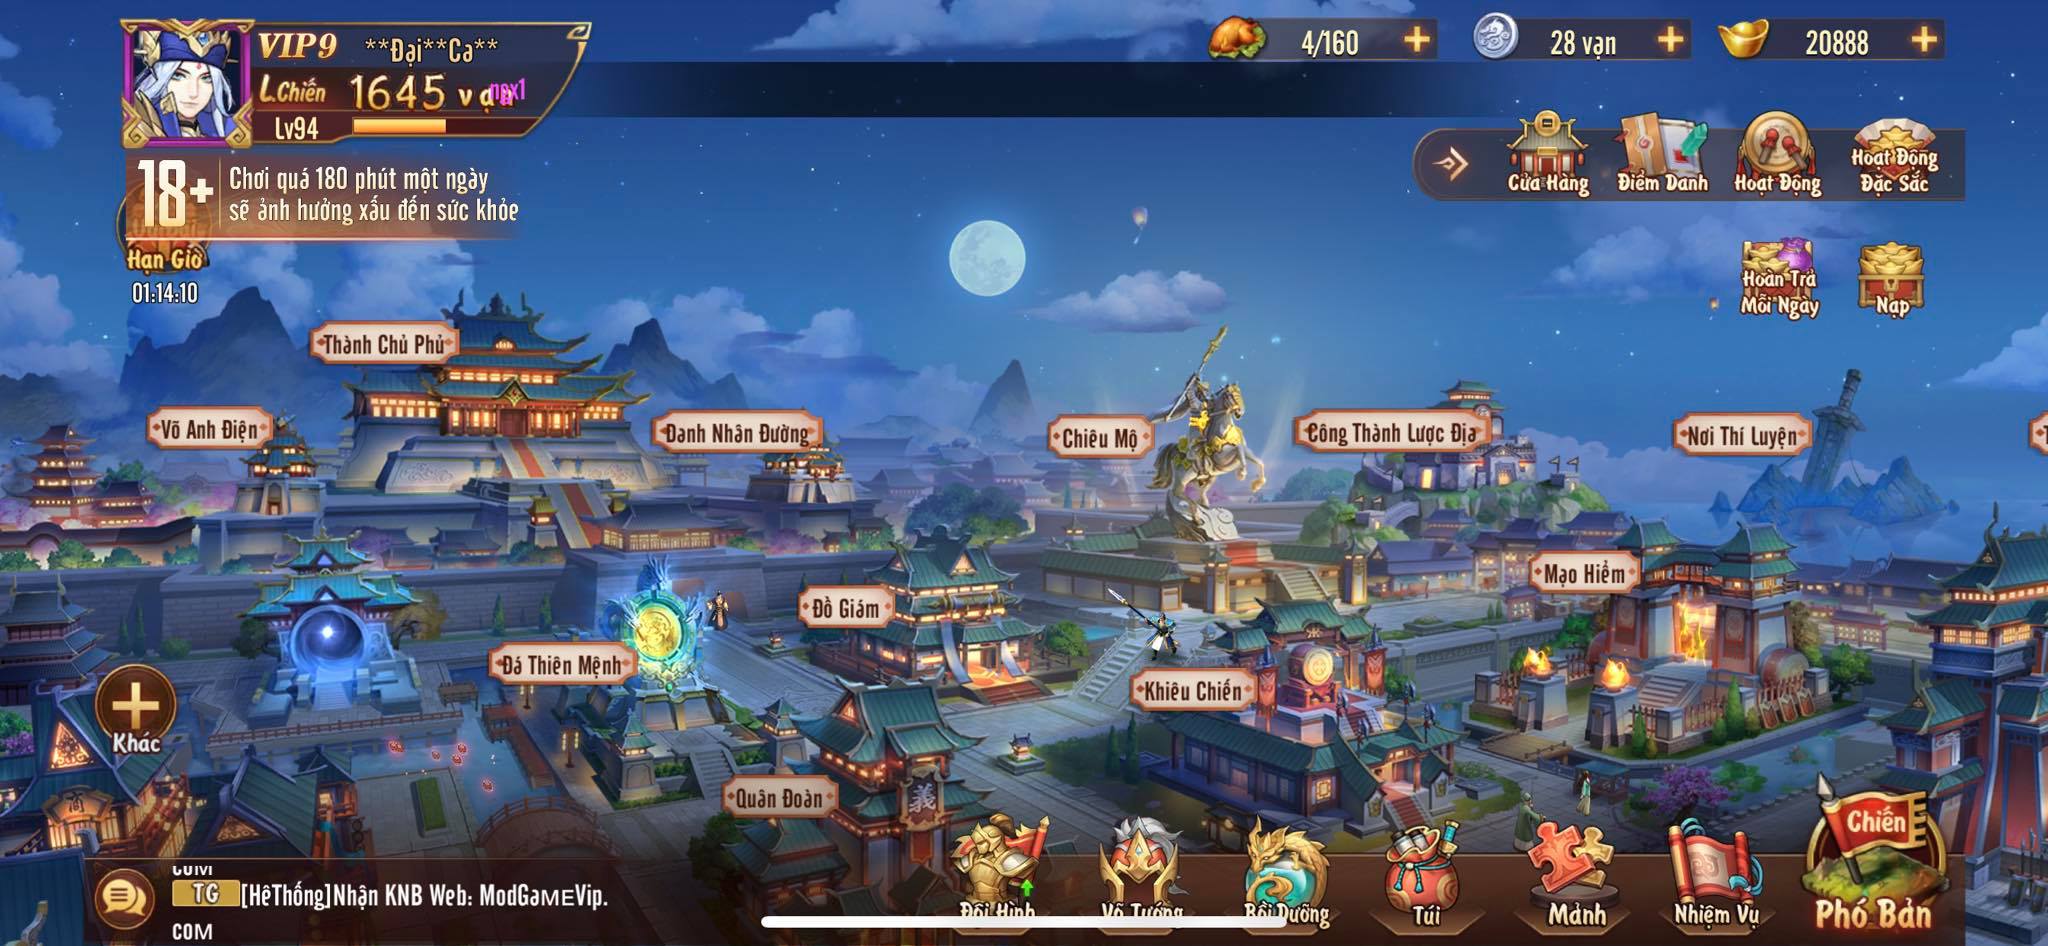 VIP9 **Đại**Ca**
L.Chiến 1645 vạn
ngx1
Lv94
4/160
28 vạn
20888
18+
Chơi quá 180 phút một ngày
sẽ ảnh hưởng xấu đến sức khỏe
Hạn Giờ
01:14:10
Cửa Hàng
Điểm Danh
Hoạt Động
Hoạt Động
Đặc Sắc
Hoàn Trả
Mỗi Ngày
Nạp
Thành Chủ Phủ
Võ Anh Điện
Danh Nhân Đường
Chiêu Mộ
Công Thành Lược Địa
Nơi Thí Luyện
Mạo Hiểm
Đồ Giám
Đá Thiên Mệnh
Khiêu Chiến
Quân Đoàn
義
Khác
COM
TG [HêThống]Nhận KNB Web: ModGaMEVip.
COM
Đội Hình
Võ Tướng
Bồi Dưỡng
Túi
Mảnh
Nhiệm Vụ
Chiến
Phó Bản